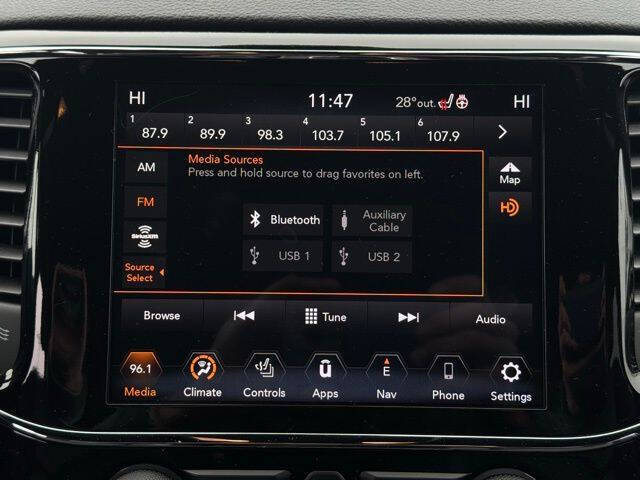 HI 11:47 28° out. HI
1 87.9 2 89.9 3 98.3 4 103.7 5 105.1 6 107.9
AM
FM
SiriusXM
Source
Select
Media Sources
Press and hold source to drag favorites on left.
Bluetooth
Auxiliary
Cable
USB 1
USB 2
Map
HD
Browse Tune Audio
96.1 E
Media Climate Controls Apps Nav Phone Settings